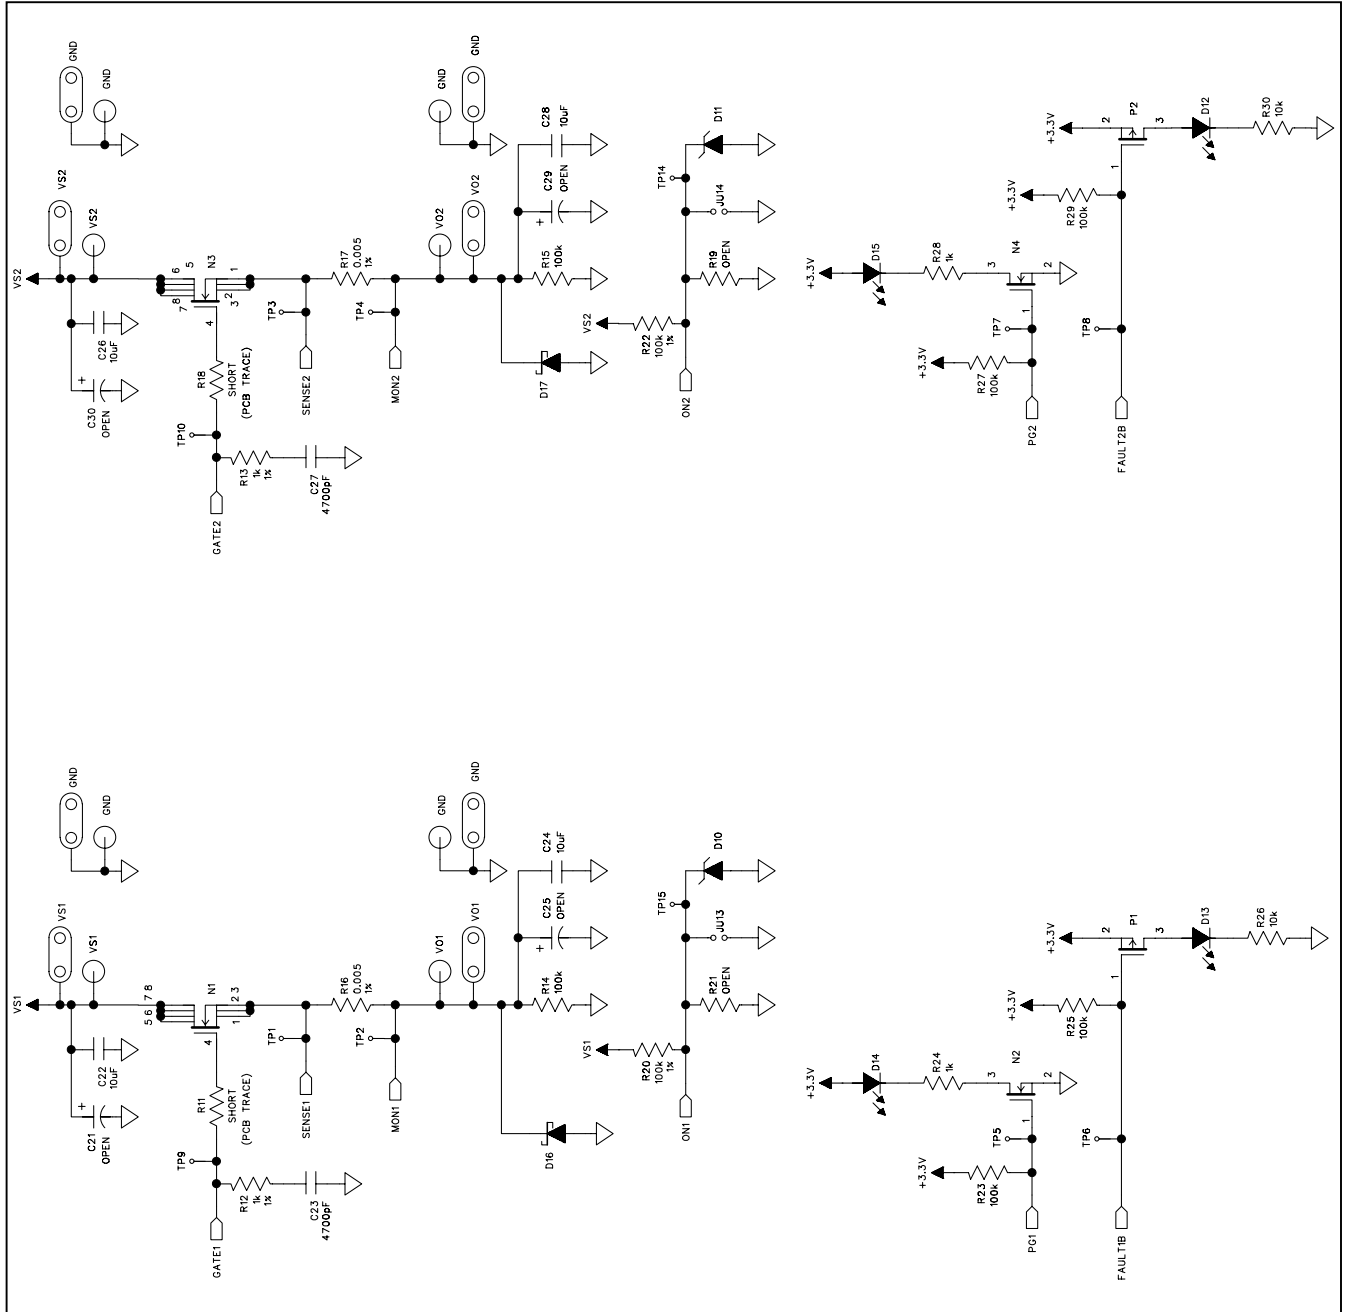 GND
GND
VS2
VS2
VS2
C26
10uF
C30
OPEN
+
6
5
8
7
N3
4
1
2
3
R18
SHORT
(PCB TRACE)
TP10
R13
1k
1%
C27
4700pF
GATE2
TP3
SENSE2
R17
0.005
1%
TP4
MON2
VO2
VO2
GND
GND
C28
10uF
C29
OPEN
+
R15
100k
D17
VS2
R22
100k
1%
ON2
R19
OPEN
JU14
TP14
D11
+3.3V
D15
R28
1k
3
N4
1
2
TP7
+3.3V
R27
100k
PG2
+3.3V
R29
100k
+3.3V
2
P2
1
3
D12
R30
10k
TP8
FAULT2B
GND
GND
VS1
VS1
VS1
C22
10uF
C21
OPEN
+
7 8
5 6
N1
4
2 3
1
R11
SHORT
(PCB TRACE)
TP9
R12
1k
1%
C23
4700pF
GATE1
TP1
SENSE1
R16
0.005
1%
TP2
MON1
VO1
VO1
GND
GND
C24
10uF
C25
OPEN
+
R14
100k
D16
VS1
R20
100k
1%
ON1
R21
OPEN
JU13
TP15
D10
+3.3V
D14
R24
1k
3
N2
1
2
TP5
+3.3V
R23
100k
PG1
+3.3V
R25
100k
+3.3V
2
P1
1
3
D13
R26
10k
TP6
FAULT1B